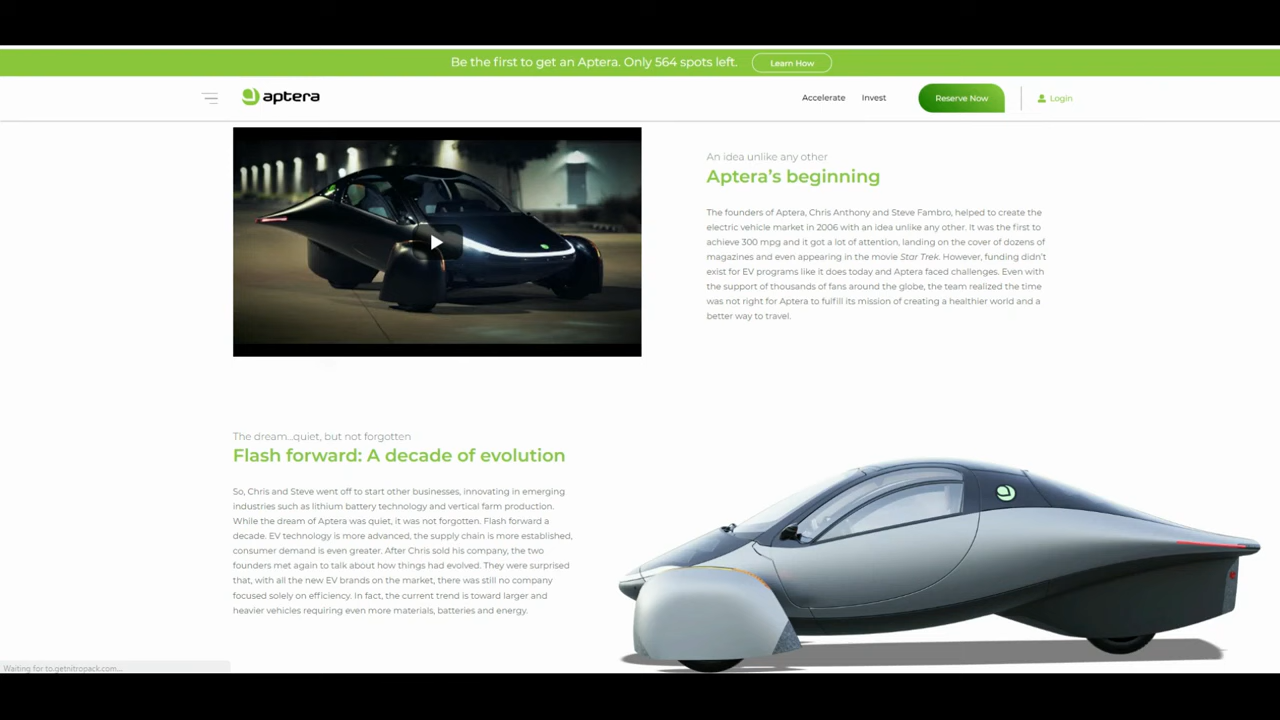 Be the first to get an Aptera. Only 564 spots left.
Learn How
aptera
Accelerate
Invest
Reserve Now
Login
An idea unlike any other
Aptera's beginning
The founders of Aptera, Chris Anthony and Steve Fambro, helped to create the
electric vehicle market in 2006 with an idea unlike any other. It was the first to
achieve 300 mpg and it got a lot of attention, landing on the cover of dozens of
magazines and even appearing in the movie Star Trek. However, funding didn't
exist for EV programs like it does today and Aptera faced challenges. Even with
the support of thousands of fans around the globe, the team realized the time
was not right for Aptera to fulfill its mission of creating a healthier world and a
better way to travel.
The dream...quiet, but not forgotten
Flash forward: A decade of evolution
So, Chris and Steve went off to start other businesses, innovating in emerging
industries such as lithium battery technology and vertical farm production.
While the dream of Aptera was quiet, it was not forgotten. Flash forward a
decade. EV technology is more advanced, the supply chain is more established,
consumer demand is even greater. After Chris sold his company, the two
founders met again to talk about how things had evolved. They were surprised
that, with all the new EV brands on the market, there was still no company
focused solely on efficiency. In fact, the current trend is toward larger and
heavier vehicles requiring even more materials, batteries and energy.
Waiting for to.getnitropack.com...